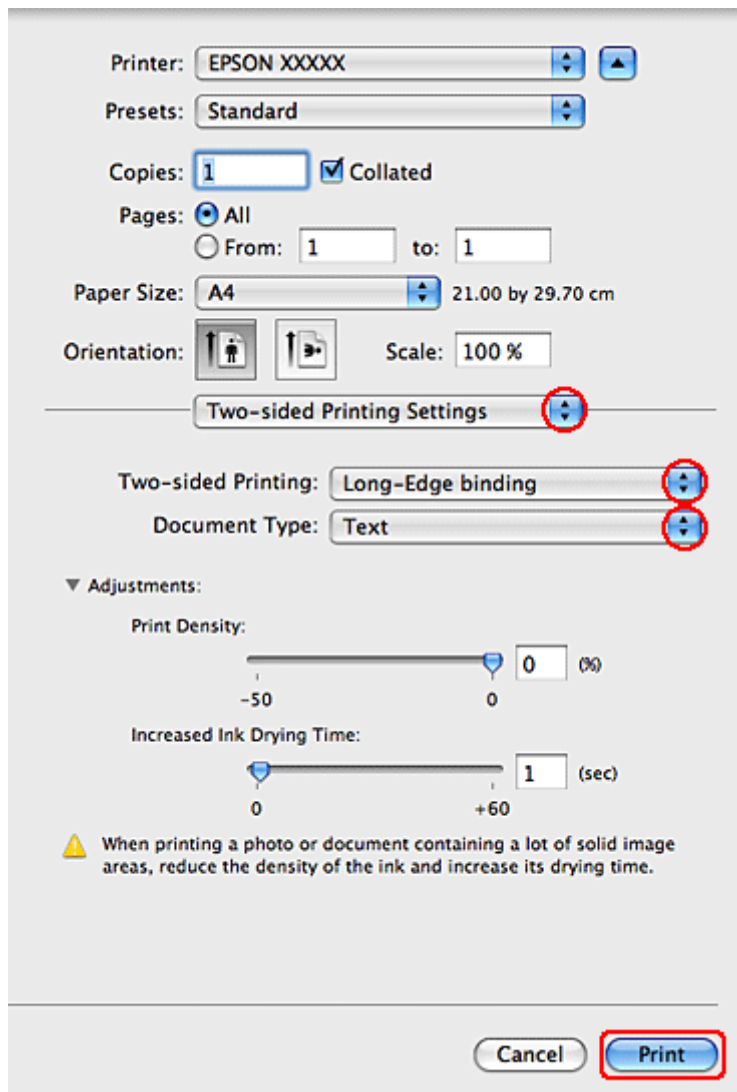 Printer: EPSON XXXXX
Presets: Standard
Copies: 1 Collated
Pages: All
From: 1 to: 1
Paper Size: A4 21.00 by 29.70 cm
Orientation: Scale: 100 %
Two-sided Printing Settings
Two-sided Printing: Long-Edge binding
Document Type: Text
Adjustments:
Print Density:
0 (%)
-50 0
Increased Ink Drying Time:
1 (sec)
0 +60
When printing a photo or document containing a lot of solid image
areas, reduce the density of the ink and increase its drying time.
Cancel Print